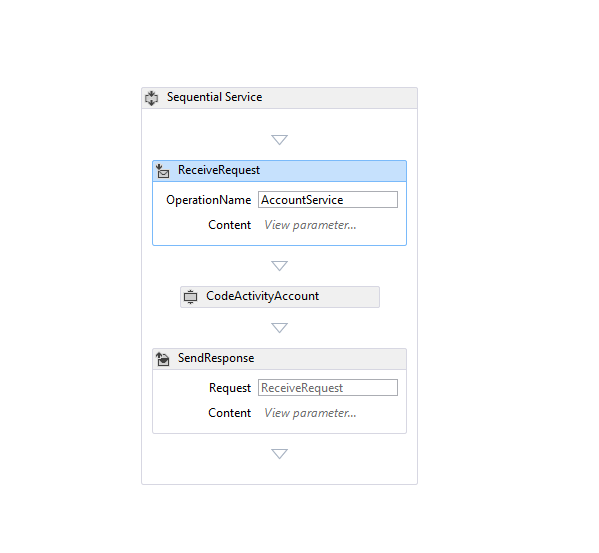 Sequential Service
ReceiveRequest
OperationName AccountService
Content View parameter...
CodeActivityAccount
SendResponse
Request ReceiveRequest
Content View parameter...